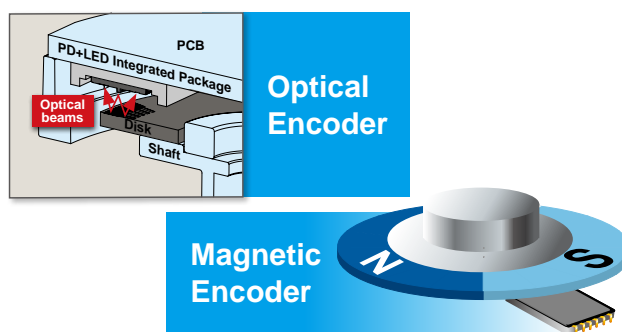 PCB
PD+LED Integrated Package
Optical
beams
Disk
Shaft
Optical
Encoder
Magnetic
Encoder
N
S